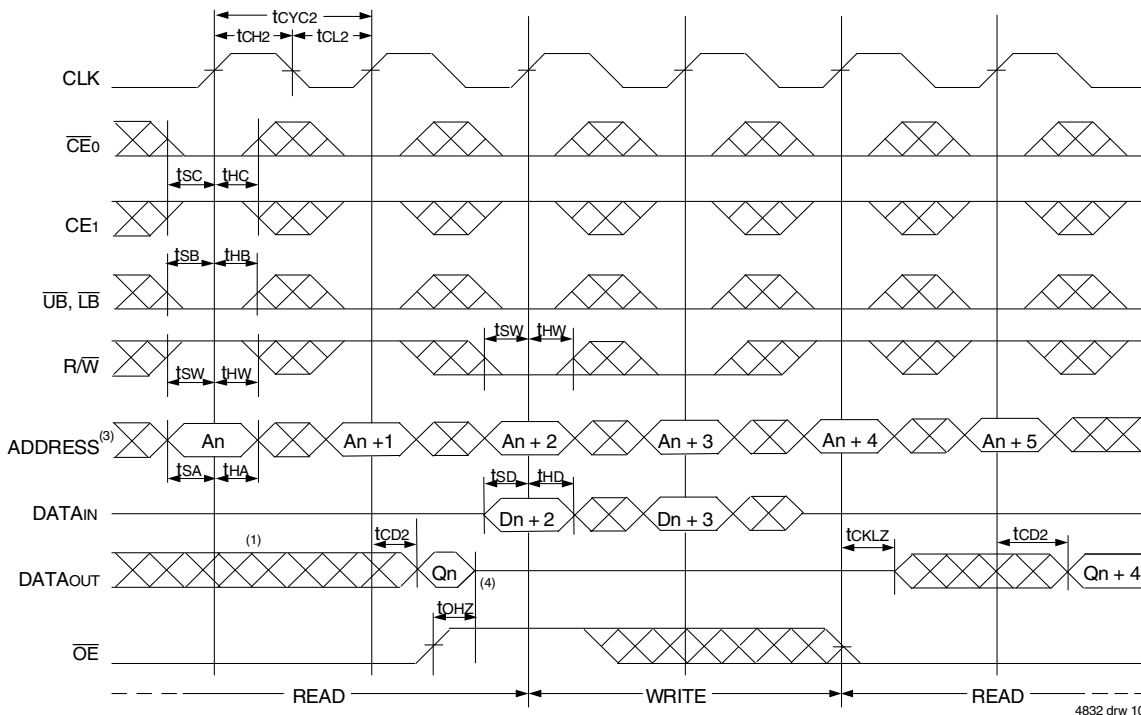 tCYC2
tCH2 tCL2
CLK
CE0
tSC tHC
CE1
tSB tHB
UB, LB
tSW tHW
R/W
tSW tHW
ADDRESS(3) An An +1 An + 2 An + 3 An + 4 An + 5
tSA tHA tSD tHD
DATAIN Dn + 2 Dn + 3
(1) tCD2 tCKLZ tCD2
DATAOUT Qn (4) Qn + 4
tOHZ
OE
READ WRITE READ
4832 drw 10